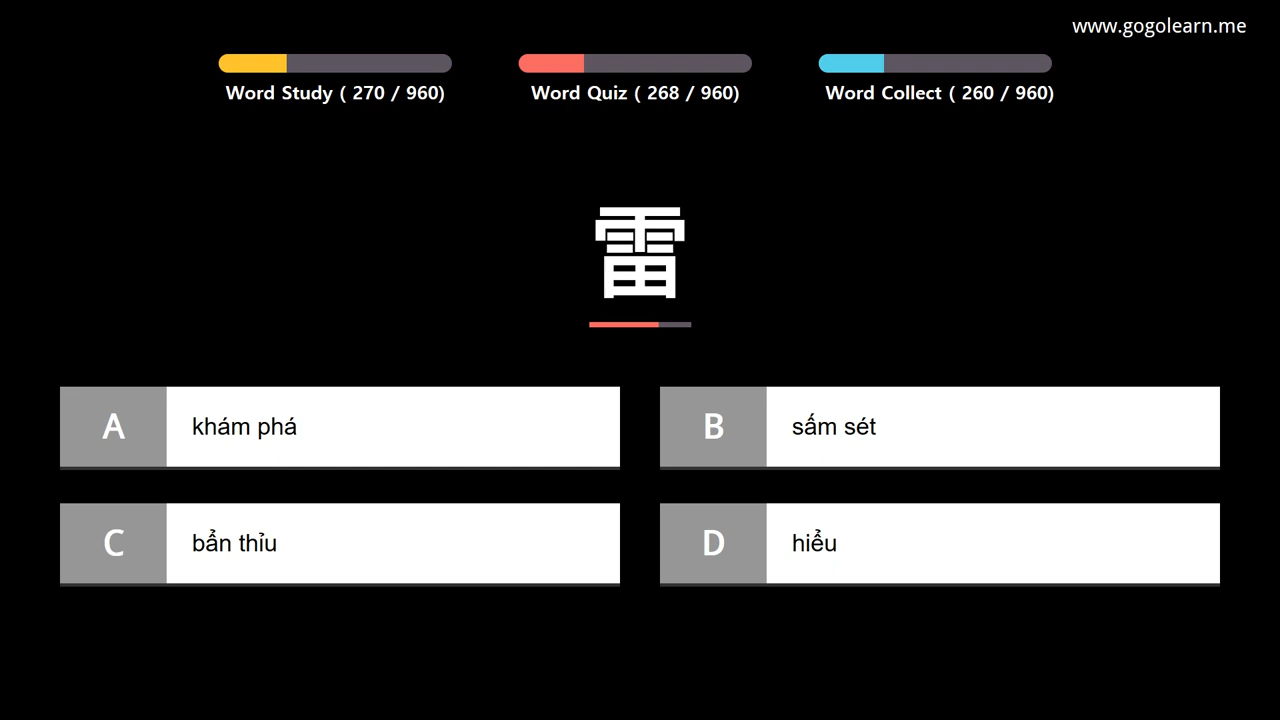 www.gogolearn.me
Word Study ( 270 / 960)
Word Quiz ( 268 / 960)
Word Collect ( 260 / 960)
雷
A khám phá
B sấm sét
C bẩn thỉu
D hiểu